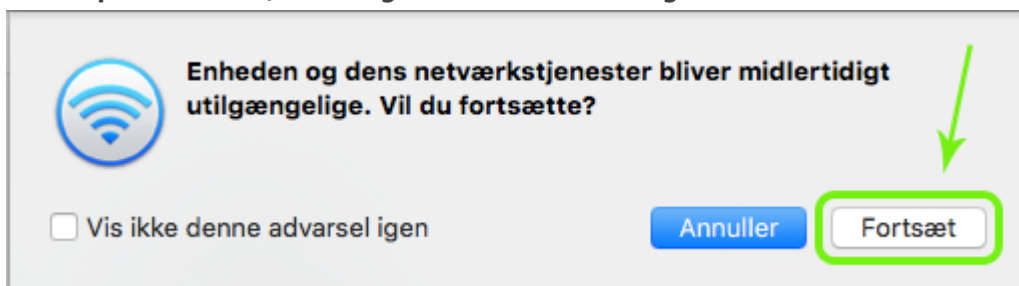 Enheden og dens netværkstjenester bliver midlertidigt
utilgængelige. Vil du fortsætte?
Vis ikke denne advarsel igen
Annuller
Fortsæt